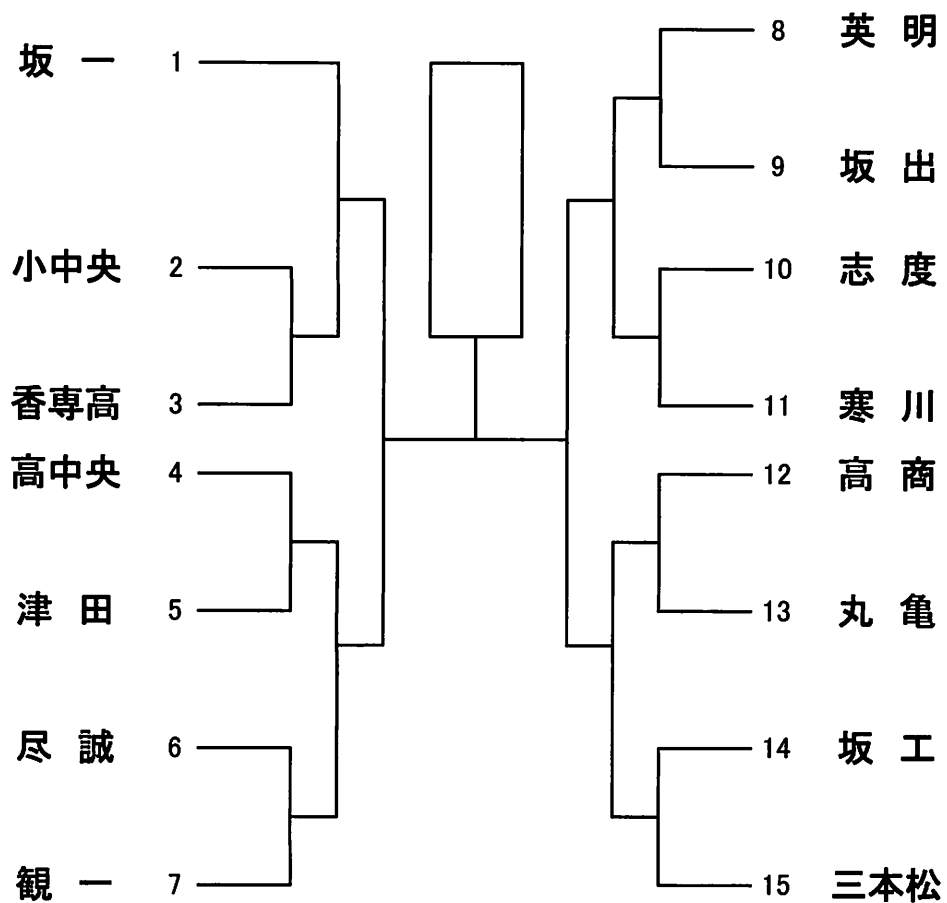 坂一 1
小中央 2
香専高 3
高中央 4
津田 5
尽誠 6
観一 7
8 英明
9 坂出
10 志度
11 寒川
12 高商
13 丸亀
14 坂工
15 三本松